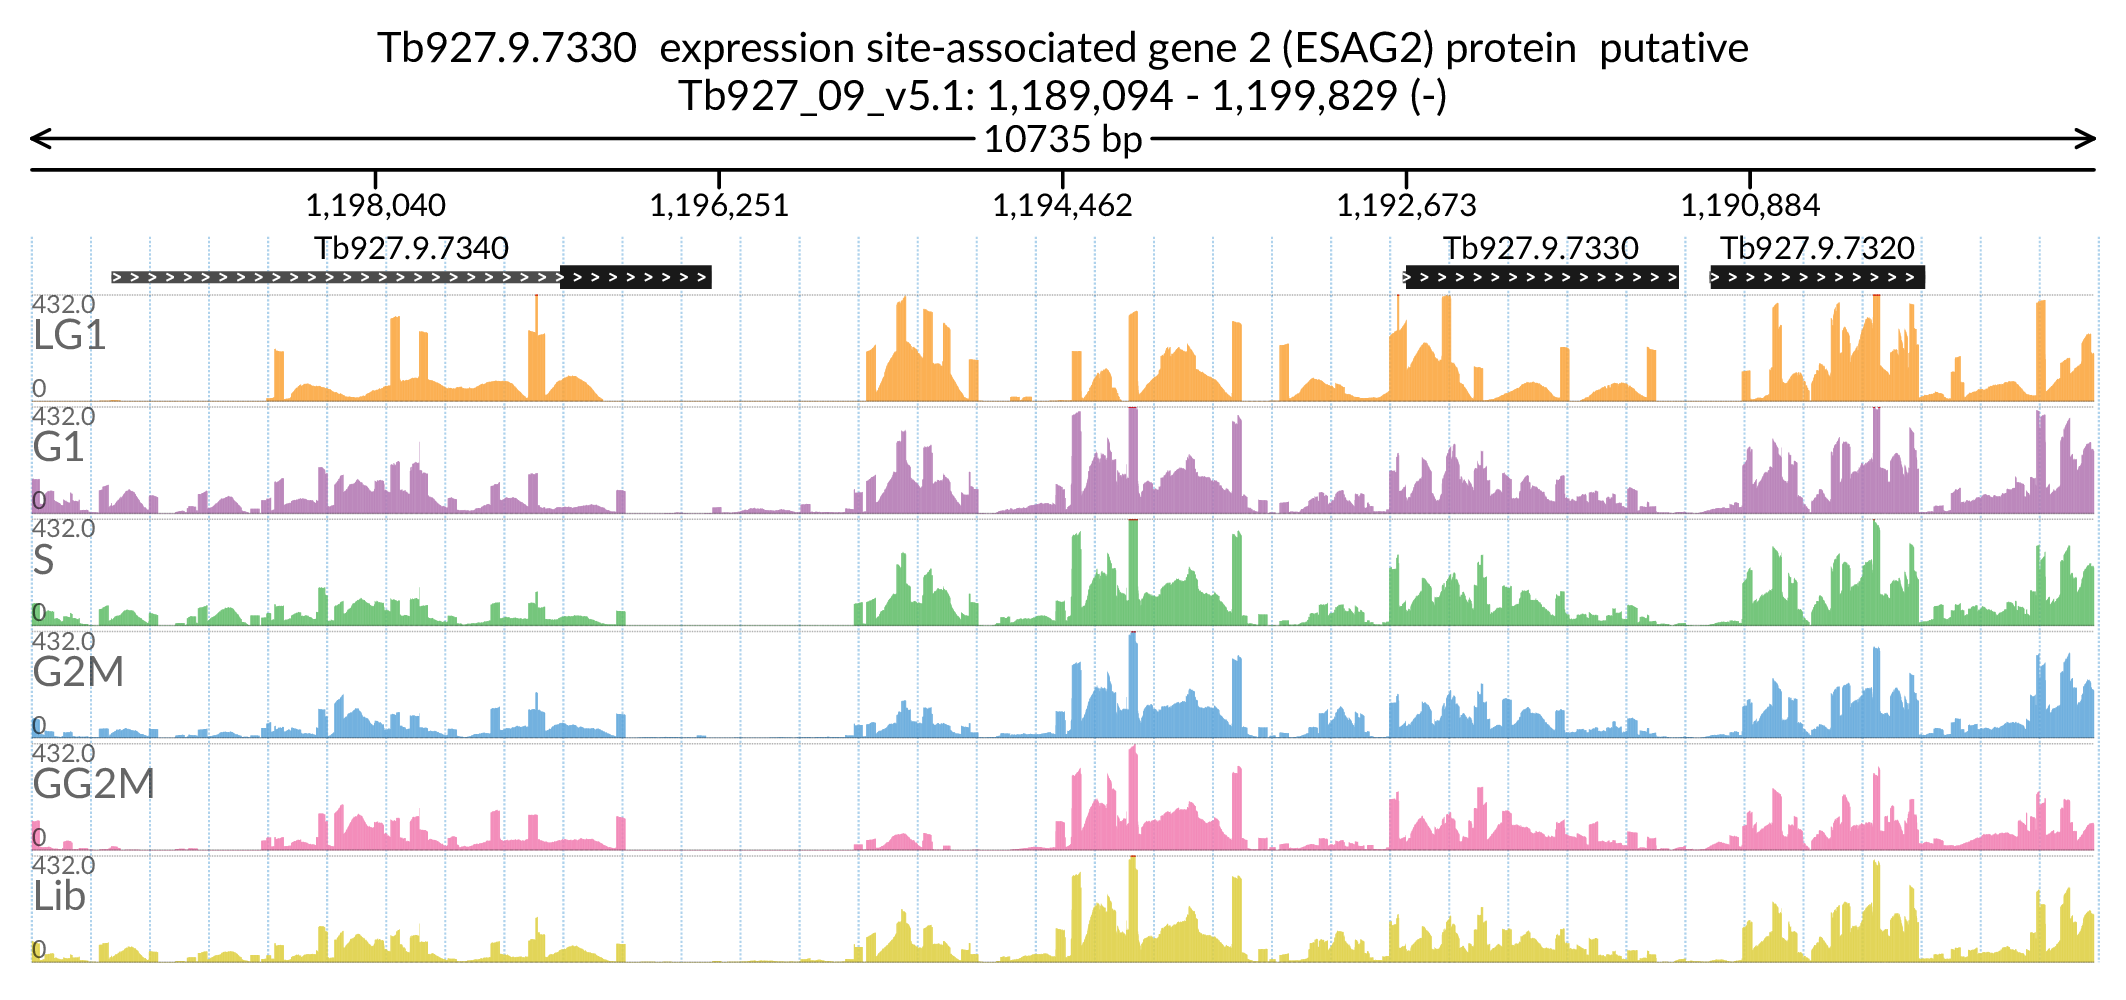 Tb927.9.7330  expression site-associated gene 2 (ESAG2) protein  putative
Tb927_09_v5.1: 1,189,094 - 1,199,829 (-)
10735 bp
1,198,040 1,196,251 1,194,462 1,192,673 1,190,884
Tb927.9.7340 Tb927.9.7330 Tb927.9.7320
432.0
LG1
0
432.0
G1
0
432.0
S
0
432.0
G2M
0
432.0
GG2M
0
432.0
Lib
0